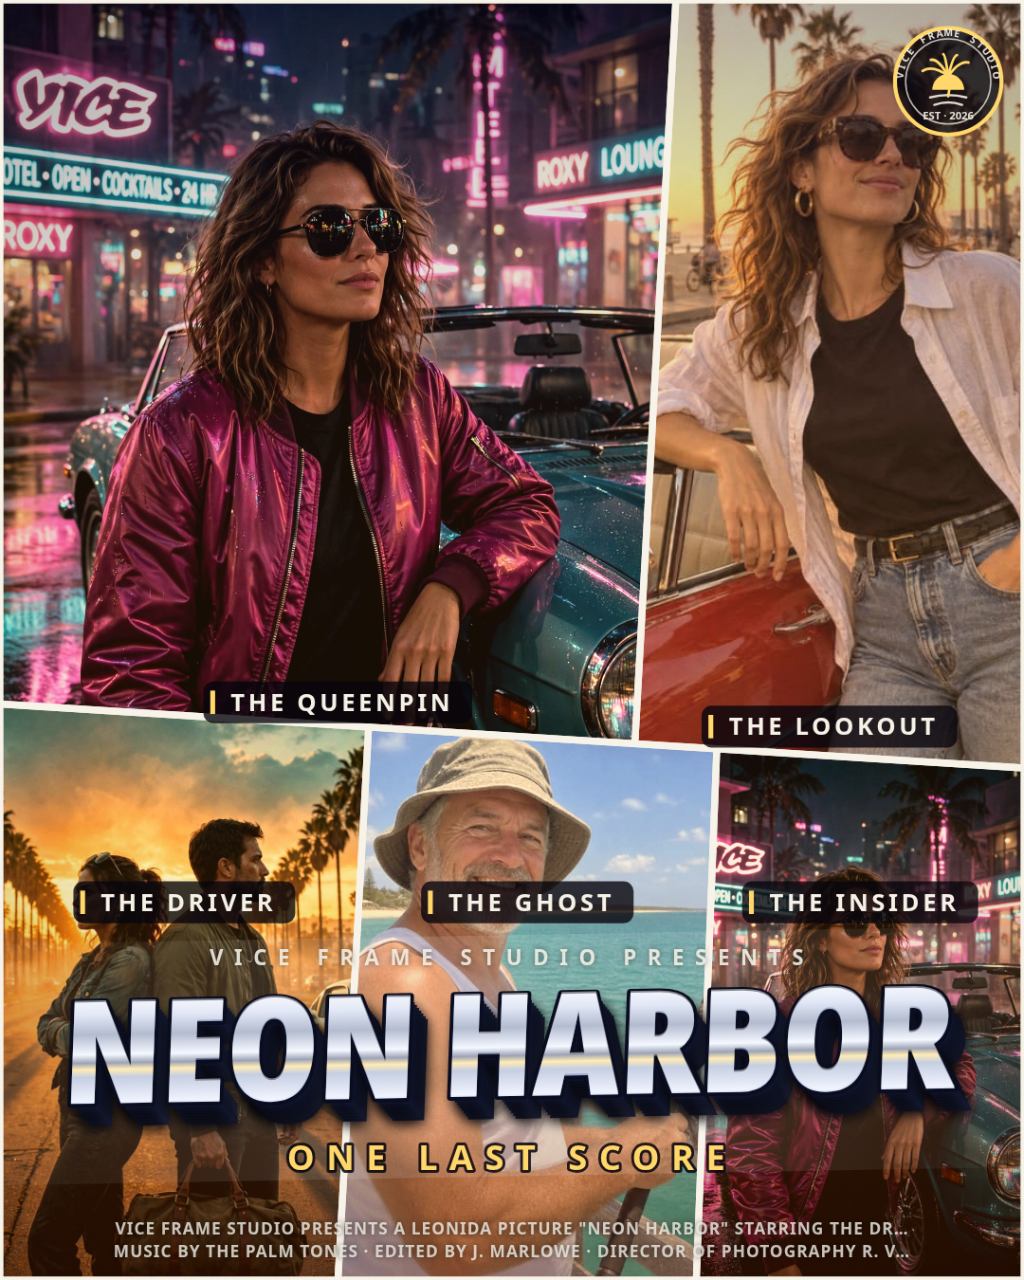 VICE
HOTEL • OPEN • COCKTAILS • 24 HR
ROXY
ROXY LOUNG
VICE FRAME STUDIO
EST · 2026
THE QUEENPIN
THE LOOKOUT
THE DRIVER
THE GHOST
THE INSIDER
VICE FRAME STUDIO PRESENTS
NEON HARBOR
ONE LAST SCORE
VICE FRAME STUDIO PRESENTS A LEONIDA PICTURE "NEON HARBOR" STARRING THE DR...
MUSIC BY THE PALM TONES · EDITED BY J. MARLOWE · DIRECTOR OF PHOTOGRAPHY R. V...